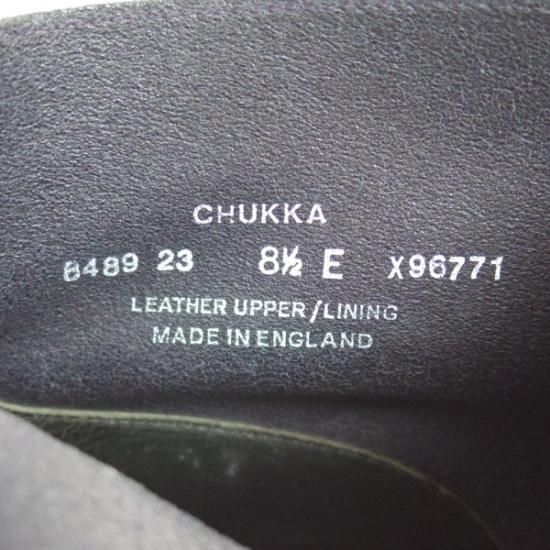 CHUKKA
8489 23 8½ E X96771
LEATHER UPPER/LINING
MADE IN ENGLAND